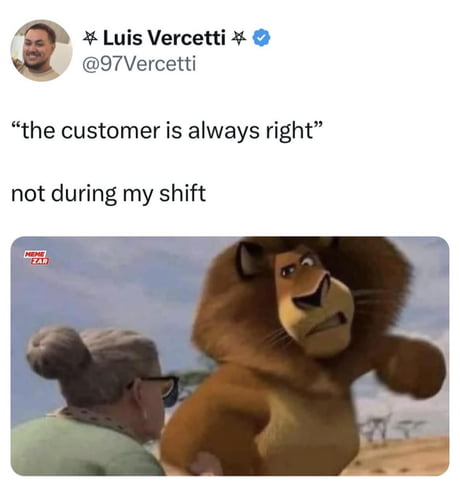 Luis Vercetti
@97Vercetti
“the customer is always right”
not during my shift
MEME
ZAR